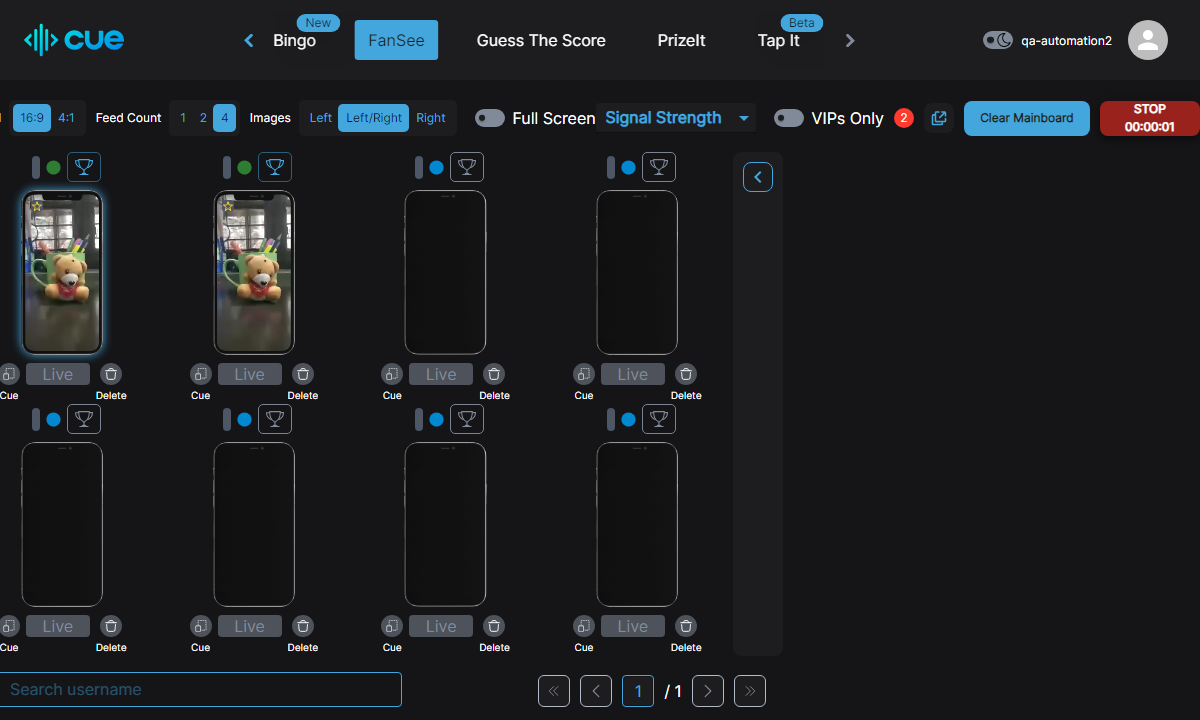 cue
New
Bingo
FanSee
Guess The Score
PrizeIt
Beta
Tap It
qa-automation2
16:9
4:1
Feed Count
1
2
4
Images
Left
Left/Right
Right
Full Screen
Signal Strength
VIPs Only
2
Clear Mainboard
STOP
00:00:01
Live
Live
Live
Live
Cue
Delete
Cue
Delete
Cue
Delete
Cue
Delete
Live
Live
Live
Live
Cue
Delete
Cue
Delete
Cue
Delete
Cue
Delete
Search username
1
/ 1